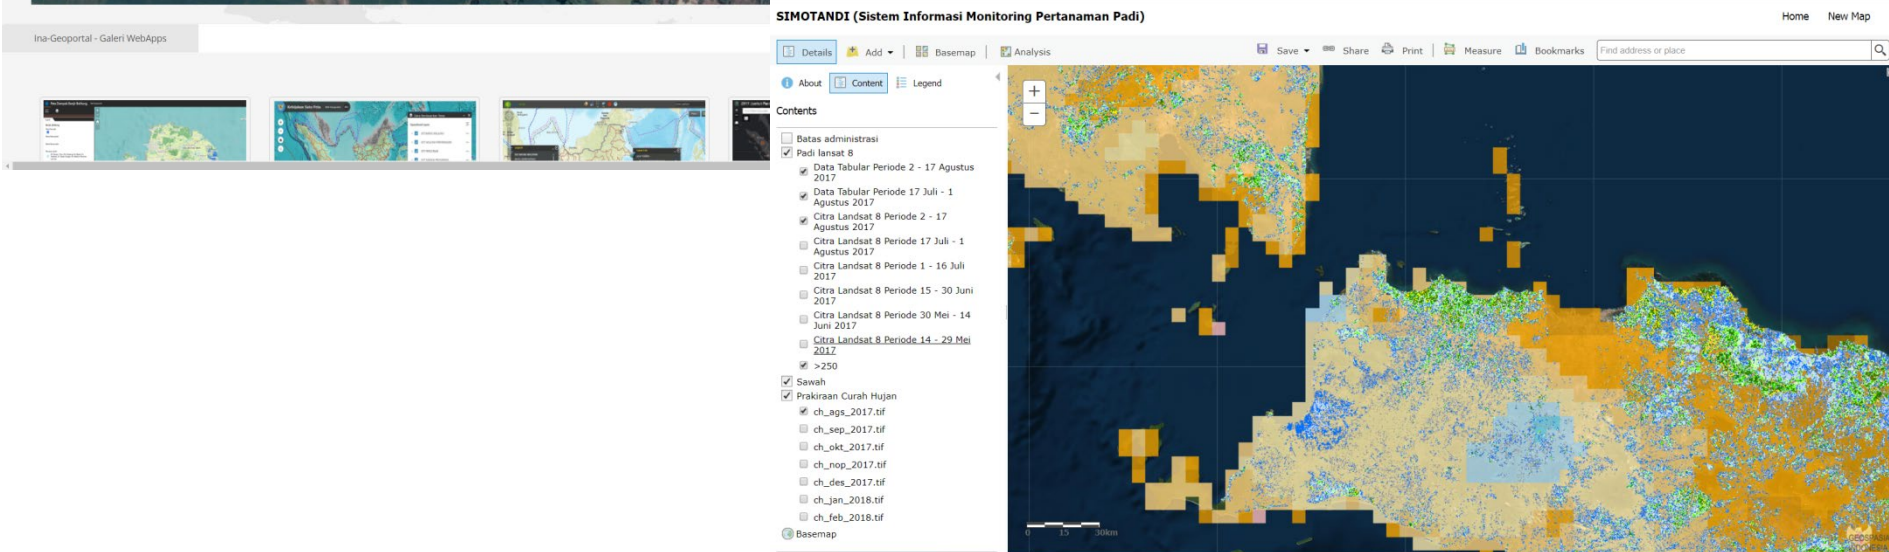 Ina-Geoportal - Galeri WebApps
SIMOTANDI (Sistem Informasi Monitoring Pertanaman Padi)
Home New Map
Details Add Basemap Analysis
Save Share Print Measure Bookmarks Find address or place
About Content Legend
Contents
Batas administrasi
Padi lansat 8
Data Tabular Periode 2 - 17 Agustus
2017
Data Tabular Periode 17 Juli - 1
Agustus 2017
Citra Landsat 8 Periode 2 - 17
Agustus 2017
Citra Landsat 8 Periode 17 Juli - 1
Agustus 2017
Citra Landsat 8 Periode 1 - 16 Juli
2017
Citra Landsat 8 Periode 15 - 30 Juni
2017
Citra Landsat 8 Periode 30 Mei - 14
Juni 2017
Citra Landsat 8 Periode 14 - 29 Mei
2017
>250
Sawah
Prakiraan Curah Hujan
ch_ags_2017.tif
ch_sep_2017.tif
ch_okt_2017.tif
ch_nop_2017.tif
ch_des_2017.tif
ch_jan_2018.tif
ch_feb_2018.tif
Basemap
+
−
0 15 30km